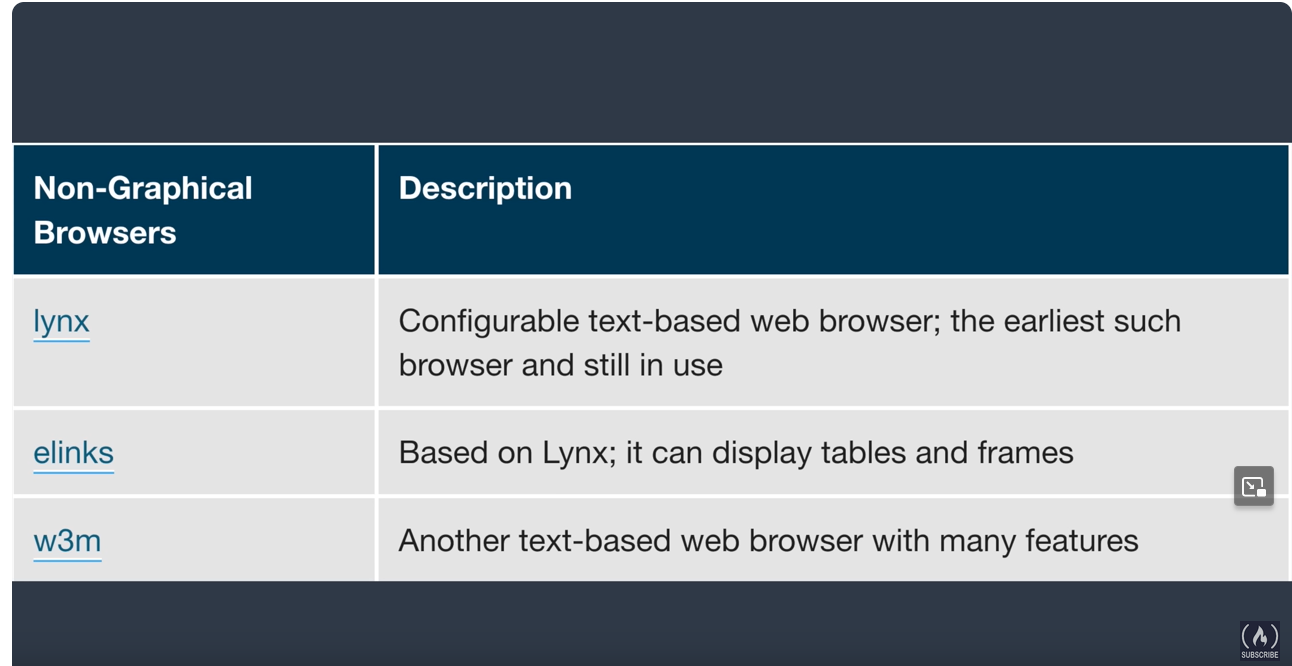 Non-Graphical
Browsers
Description
lynx
Configurable text-based web browser; the earliest such
browser and still in use
elinks
Based on Lynx; it can display tables and frames
w3m
Another text-based web browser with many features
SUBSCRIBE